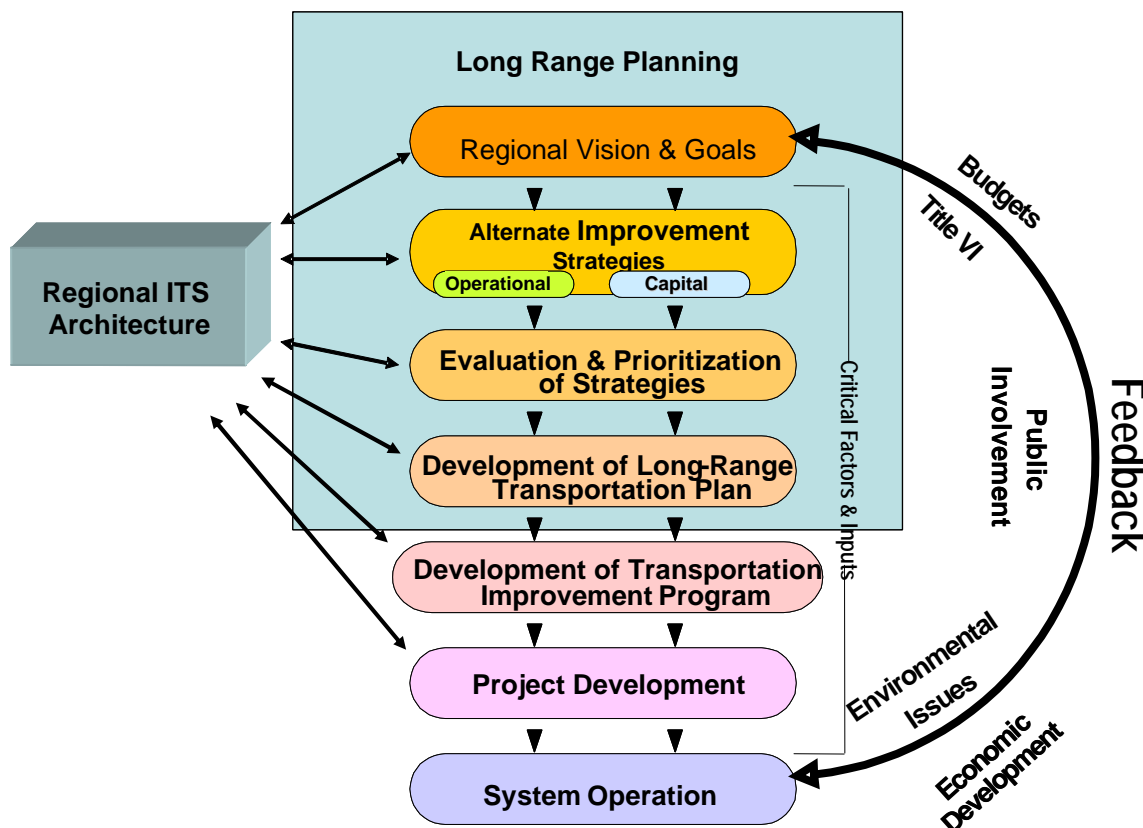 Long Range Planning
Regional Vision & Goals
Alternate Improvement
Strategies
Operational
Capital
Evaluation & Prioritization
of Strategies
Development of Long-Range
Transportation Plan
Development of Transportation
Improvement Program
Project Development
System Operation
Regional ITS
Architecture
Critical Factors & Inputs
Budgets
Title VI
Public
Involvement
Environmental
Issues
Economic
Development
Feedback